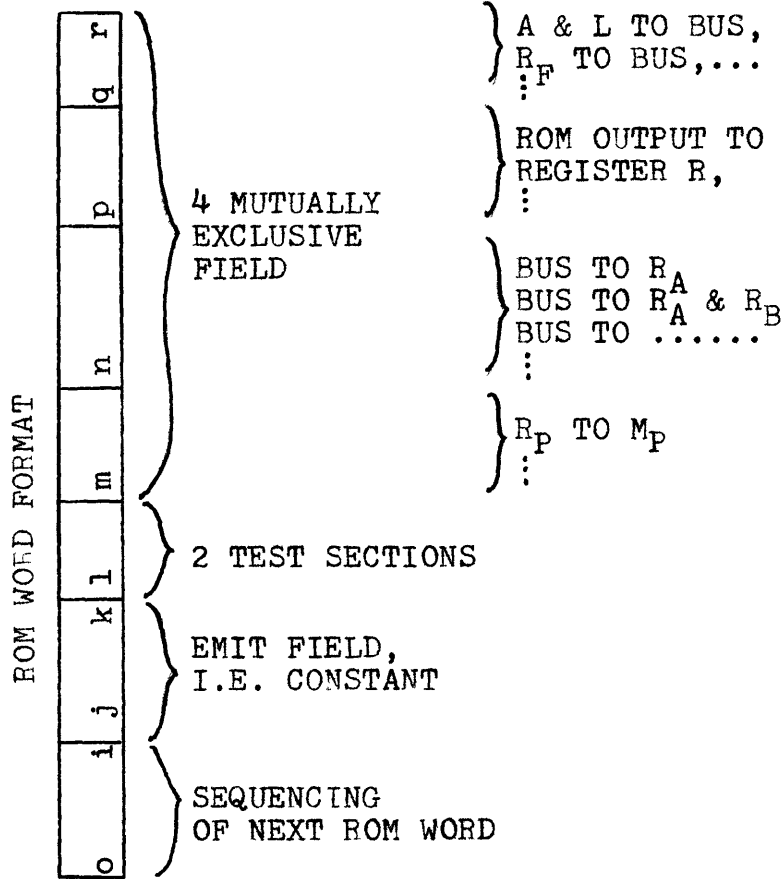 ROM WORD FORMAT
r
q
p
n
m
l
k
j
i
o
4 MUTUALLY
EXCLUSIVE
FIELD
2 TEST SECTIONS
EMIT FIELD,
I.E. CONSTANT
SEQUENCING
OF NEXT ROM WORD
A & L TO BUS,
R_F TO BUS,...
⋮
ROM OUTPUT TO
REGISTER R,
⋮
BUS TO R_A
BUS TO R_A & R_B
BUS TO ......
⋮
R_P TO M_P
⋮